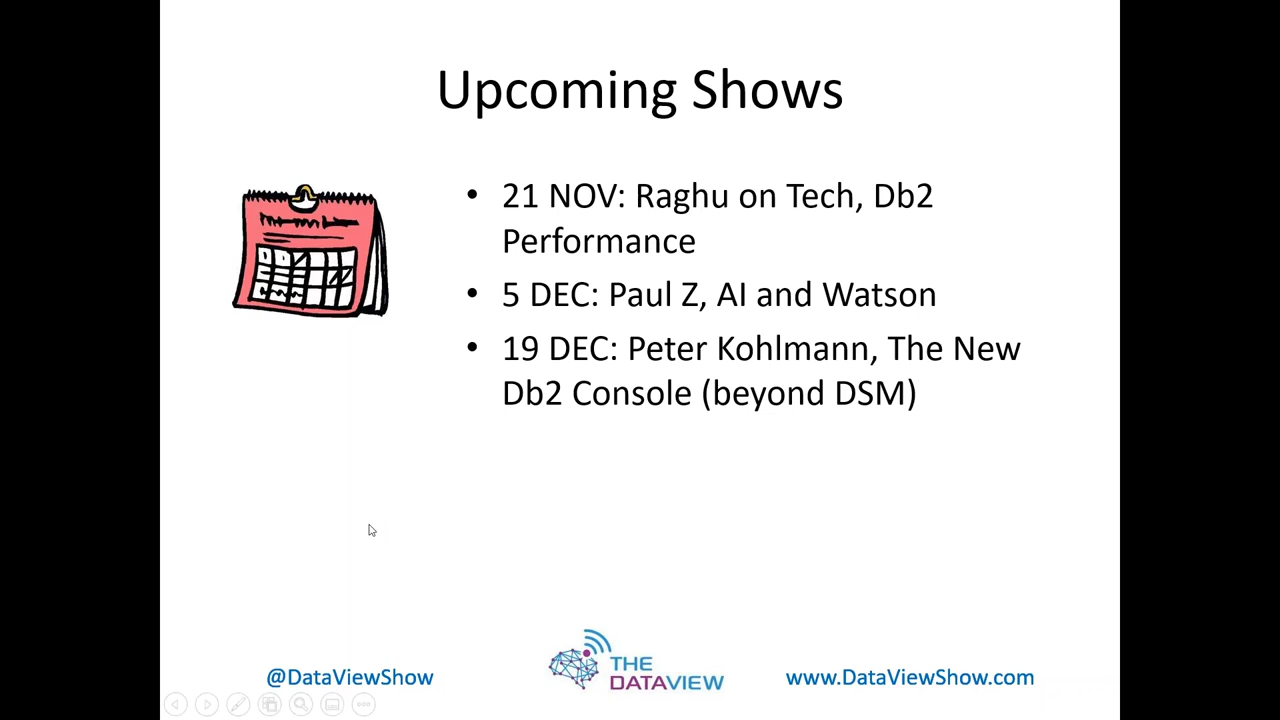 Upcoming Shows
• 21 NOV: Raghu on Tech, Db2
Performance
• 5 DEC: Paul Z, AI and Watson
• 19 DEC: Peter Kohlmann, The New
Db2 Console (beyond DSM)
@DataViewShow
THE
DATAVIEW
www.DataViewShow.com